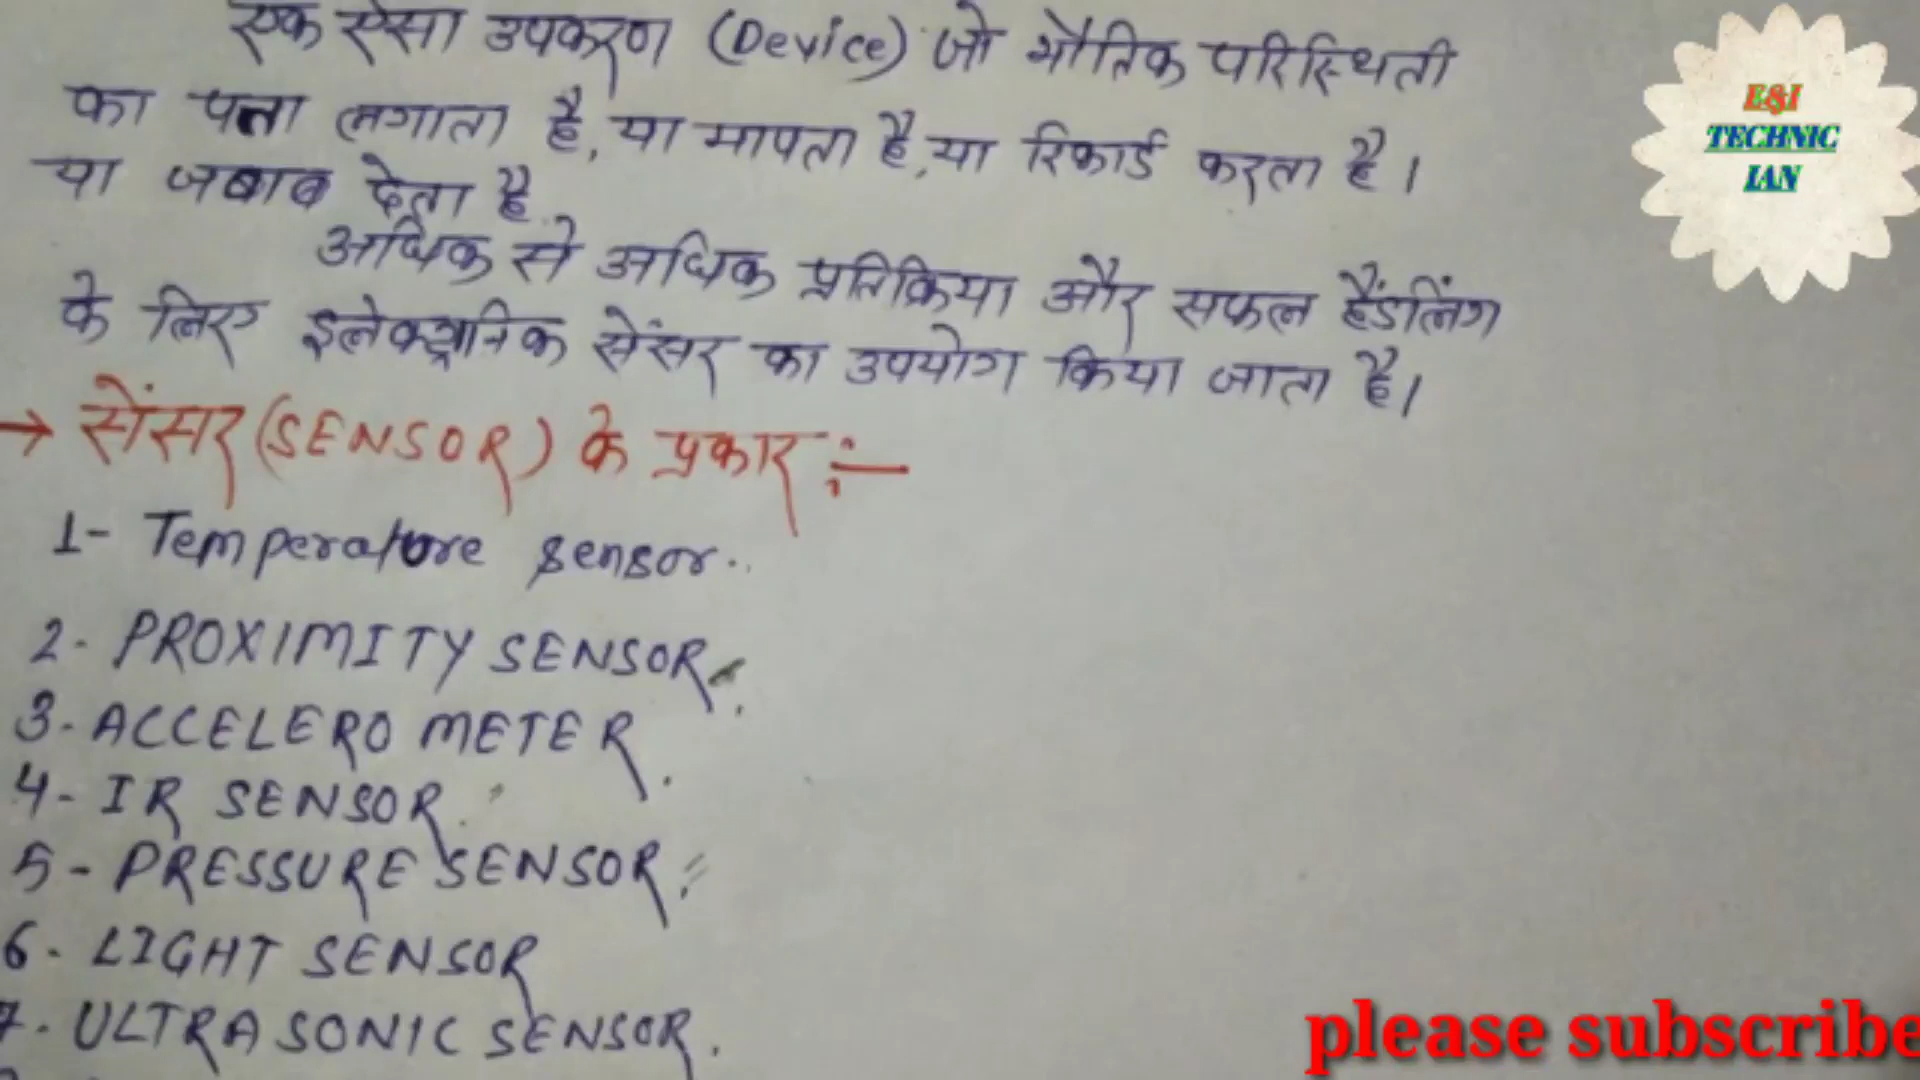 एक ऐसा उपकरण (Device) जो भौतिक परिस्थिती
का पता लगाता है, या मापता है, या रिकार्ड करता है।
या जबाब देता है
अधिक से अधिक प्रतिक्रिया और सफल हैंडलिंग
के लिए इलेक्ट्रानिक सेंसर का उपयोग किया जाता है।
→ सेंसर (SENSOR) के प्रकार :—
1- Temperature sensor.
2- PROXIMITY SENSOR.
3- ACCELERO METER.
4- IR SENSOR.
5- PRESSURE SENSOR.
6- LIGHT SENSOR
7- ULTRA SONIC SENSOR.
E&I
TECHNIC
IAN
please subscribe